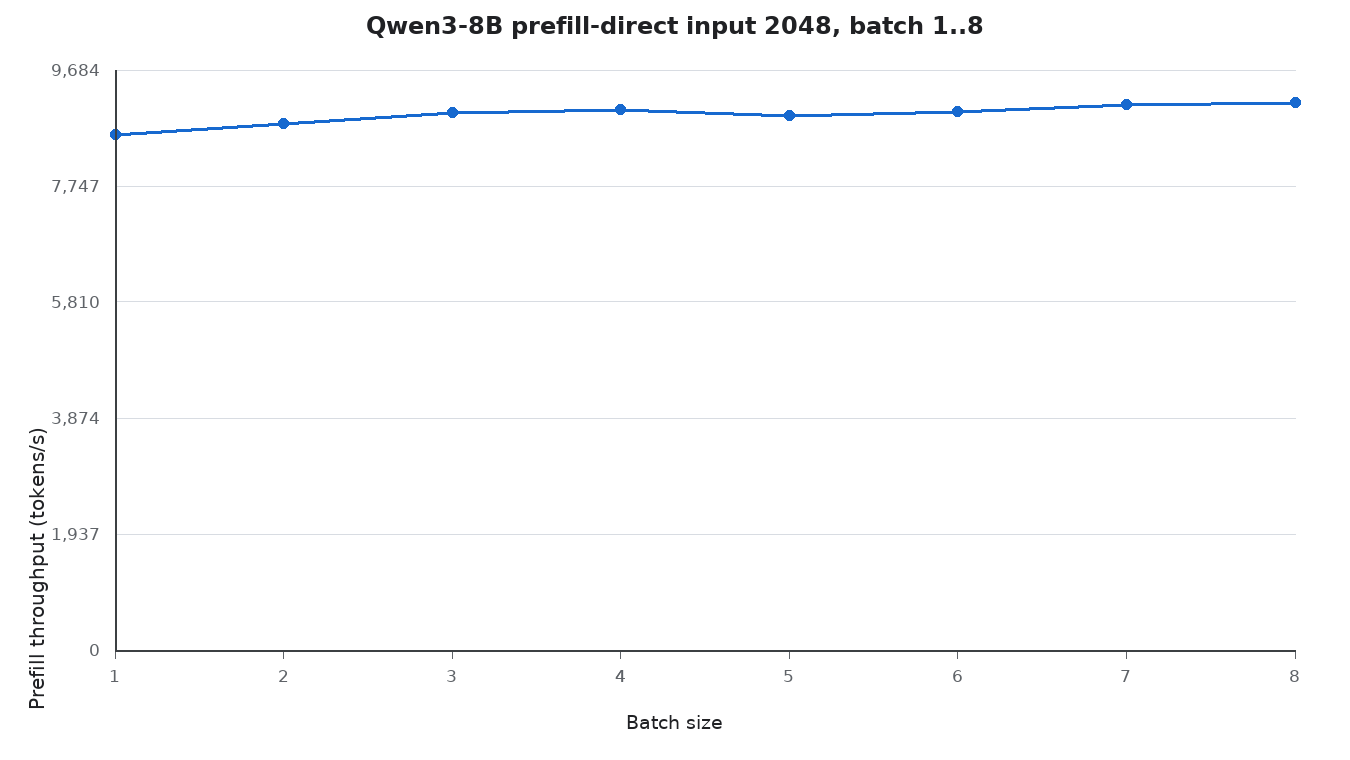 Qwen3-8B prefill-direct input 2048, batch 1..8
9,684
7,747
5,810
3,874
1,937
0
Prefill throughput (tokens/s)
1 2 3 4 5 6 7 8
Batch size